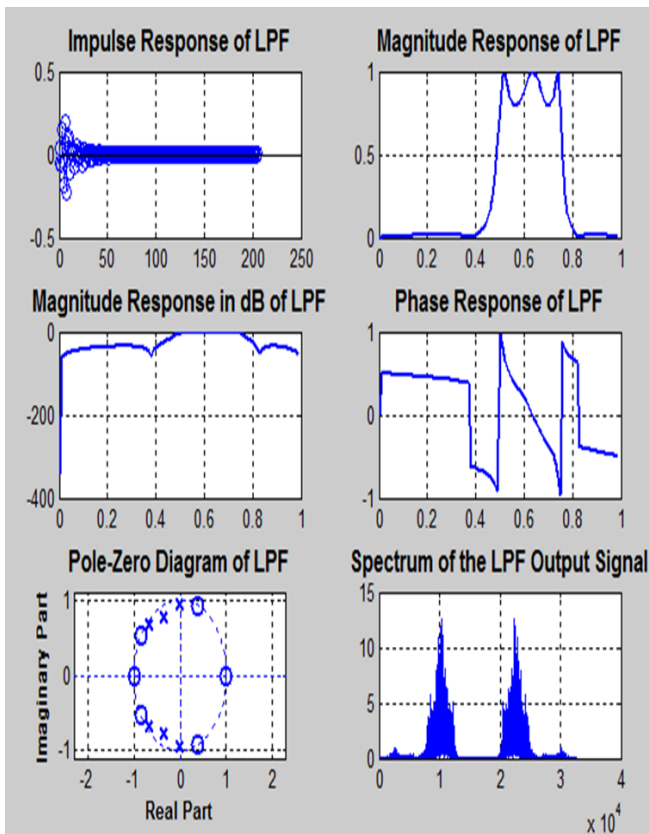 Impulse Response of LPF
0.5
0
-0.5
0 50 100 150 200 250
Magnitude Response of LPF
1
0.5
0
0 0.2 0.4 0.6 0.8 1
Magnitude Response in dB of LPF
0
-200
-400
0 0.2 0.4 0.6 0.8 1
Phase Response of LPF
1
0
-1
0 0.2 0.4 0.6 0.8 1
Pole-Zero Diagram of LPF
Imaginary Part
1
0
-1
-2 -1 0 1 2
Real Part
Spectrum of the LPF Output Signal
15
10
5
0
0 1 2 3 4
x 10^4